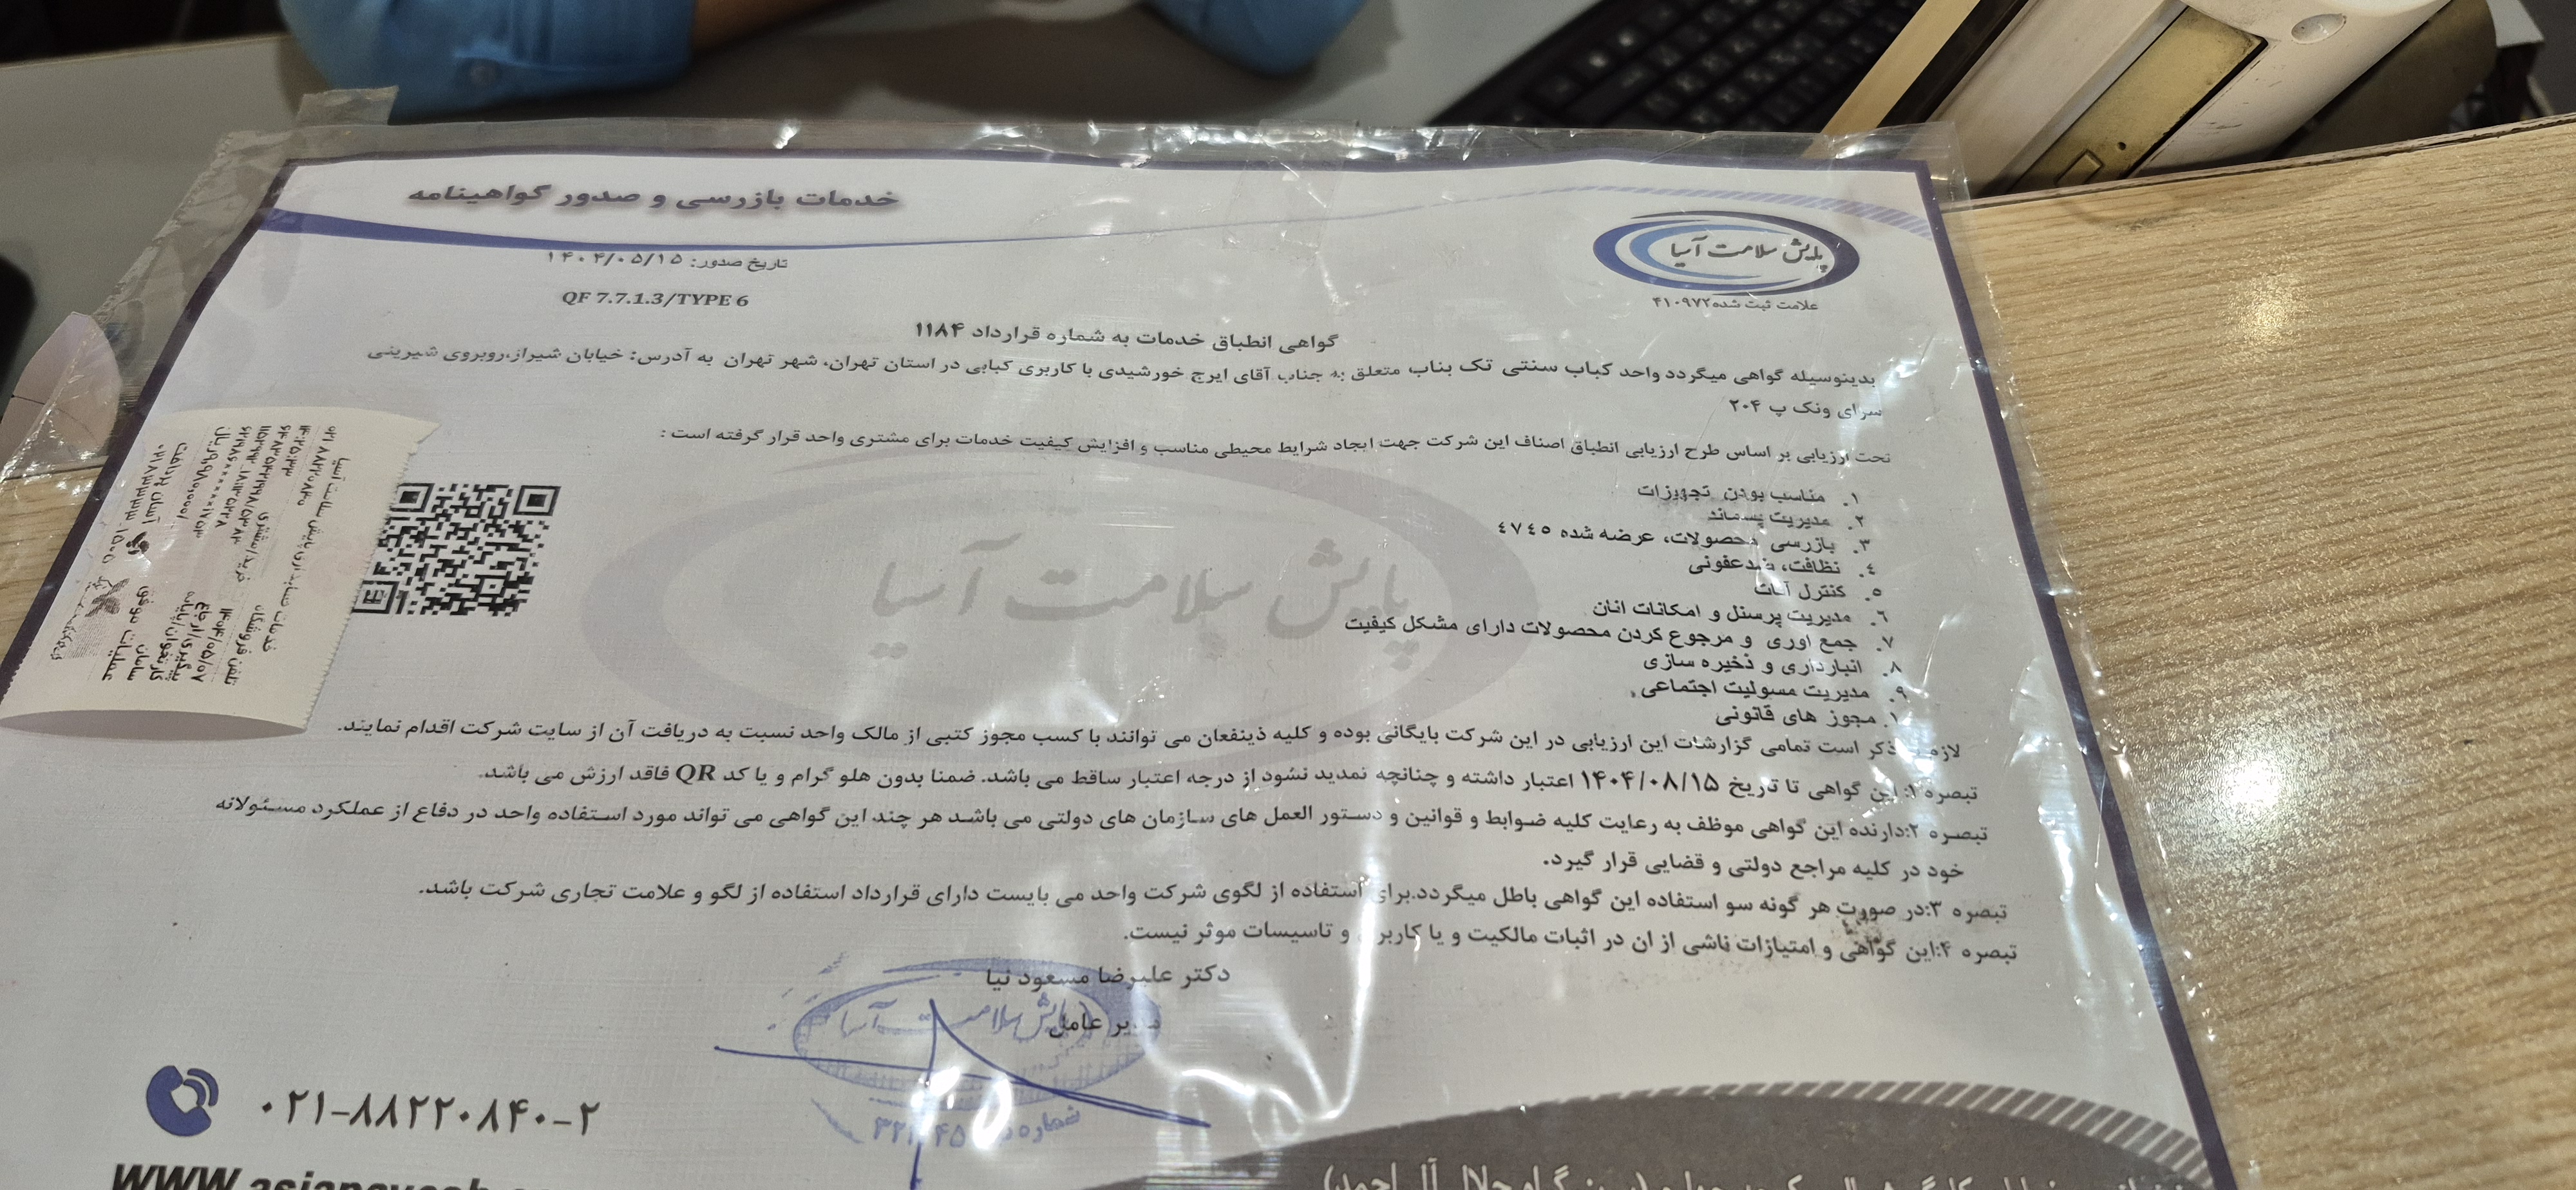 خدمات بازرسی و صدور گواهینامه
پایش سلامت آسیا
علامت ثبت شده۴۱۰۹۷۲
تاریخ صدور: ۱۴۰۴/۰۵/۱۵
QF 7.7.1.3/TYPE 6
گواهی انطباق خدمات به شماره قرارداد ۱۱۸۴
بدینوسیله گواهی میگردد واحد کباب سنتی تک بناب متعلق به جناب آقای ایرج خورشیدی با کاربری کبابی در استان تهران، شهر تهران به آدرس: خیابان شیراز،روبروی شیرینی
سرای ونک پ ۲۰۴
تحت ارزیابی بر اساس طرح ارزیابی انطباق اصناف این شرکت جهت ایجاد شرایط محیطی مناسب و افزایش کیفیت خدمات برای مشتری واحد قرار گرفته است :
۱. مناسب بودن تجهیزات
۲. مدیریت پسماند
۳. بازرسی محصولات، عرضه شده ٤٧٤٥
٤. نظافت، ضدعفونی
٥. کنترل آفات
٦. مدیریت پرسنل و امکانات انان
۷. جمع اوری و مرجوع کردن محصولات دارای مشکل کیفیت
۸. انبارداری و ذخیره سازی
۹. مدیریت مسولیت اجتماعی
مجوز های قانونی
پایش سلامت آسیا
لازم ذکر است تمامی گزارشات این ارزیابی در این شرکت بایگانی بوده و کلیه ذینفعان می توانند با کسب مجوز کتبی از مالک واحد نسبت به دریافت آن از سایت شرکت اقدام نمایند.
تبصره ۱: این گواهی تا تریخ ۱۴۰۴/۰۸/۱۵ اعتبار داشته و چنانچه تمدید نشود از درجه اعتبار ساقط می باشد. ضمنا بدون هلو گرام و یا کد QR فاقد ارزش می باشد.
تبصره ۲:دارنده این گواهی موظف به رعایت کلیه ضوابط و قوانین و دستور العمل های سازمان های دولتی می باشد هر چند این گواهی می تواند مورد استفاده واحد در دفاع از عملکرد مسئولانه
خود در کلیه مراجع دولتی و قضایی قرار گیرد.
تبصره ۳:در صورت هر گونه سو استفاده این گواهی باطل میگردد.برای استفاده از لگوی شرکت واحد می بایست دارای قرارداد استفاده از لگو و علامت تجاری شرکت باشد.
تبصره ۴:این گواهی و امتیازات ناشی از ان در اثبات مالکیت و یا کاربری و تاسیسات موثر نیست.
دکتر علیرضا مسعود نیا
مدیر عامل
پایش سلامت آسیا
۰۲۱-۸۸۲۲۰۸۴۰-۲